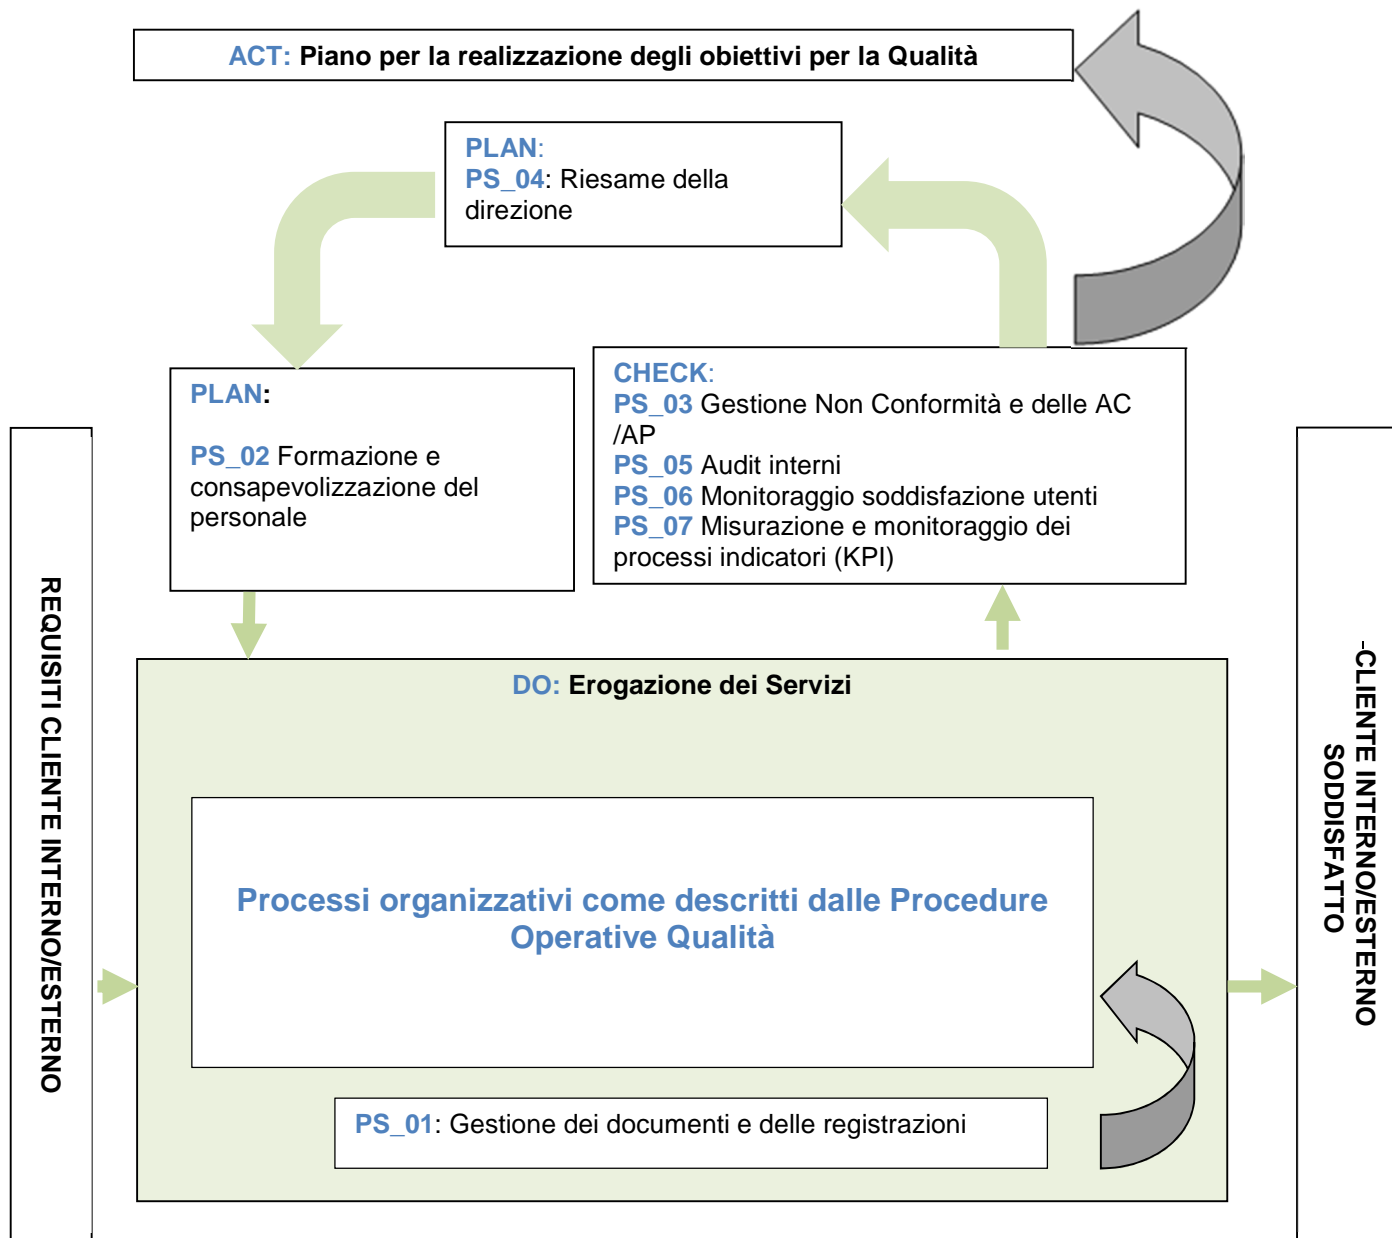 ACT: Piano per la realizzazione degli obiettivi per la Qualità
PLAN:
PS_04: Riesame della
direzione
PLAN:
PS_02 Formazione e
consapevolizzazione del
personale
CHECK:
PS_03 Gestione Non Conformità e delle AC
/AP
PS_05 Audit interni
PS_06 Monitoraggio soddisfazione utenti
PS_07 Misurazione e monitoraggio dei
processi indicatori (KPI)
REQUISITI CLIENTE INTERNO/ESTERNO
DO: Erogazione dei Servizi
Processi organizzativi come descritti dalle Procedure
Operative Qualità
PS_01: Gestione dei documenti e delle registrazioni
-CLIENTE INTERNO/ESTERNO
SODDISFATTO